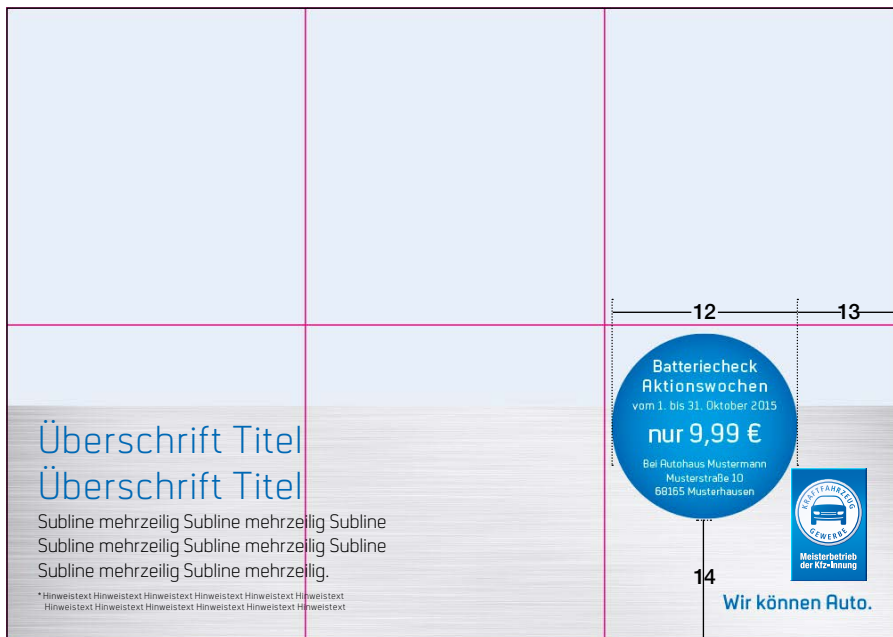 12
13
Batteriecheck
Aktionswochen
vom 1. bis 31. Oktober 2015
nur 9,99 €
Bei Autohaus Mustermann
Musterstraße 10
68165 Musterhausen
Überschrift Titel
Überschrift Titel
Subline mehrzeilig Subline mehrzeilig Subline
Subline mehrzeilig Subline mehrzeilig Subline
Subline mehrzeilig Subline mehrzeilig.
* Hinweistext Hinweistext Hinweistext Hinweistext Hinweistext Hinweistext
Hinweistext Hinweistext Hinweistext Hinweistext Hinweistext Hinweistext
KRAFTFAHRZEUG
GEWERBE
Meisterbetrieb
der Kfz-Innung
14
Wir können Auto.